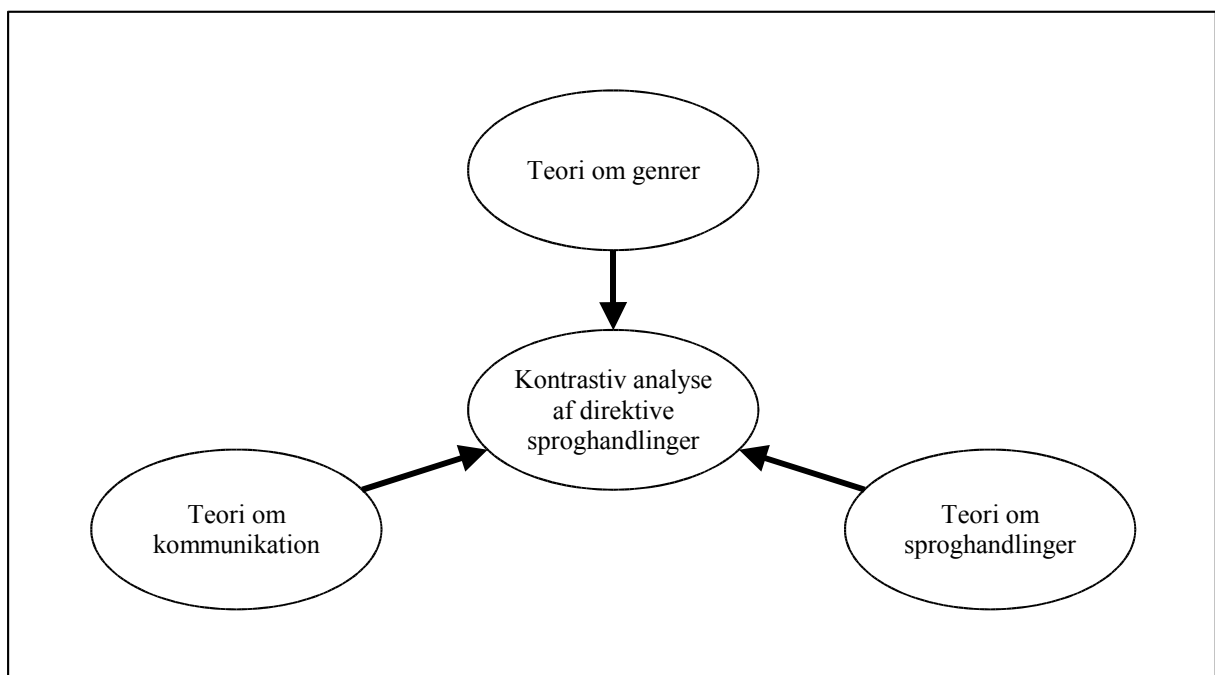 Teori om genrer
Kontrastiv analyse
af direktive
sproghandlinger
Teori om
kommunikation
Teori om
sproghandlinger